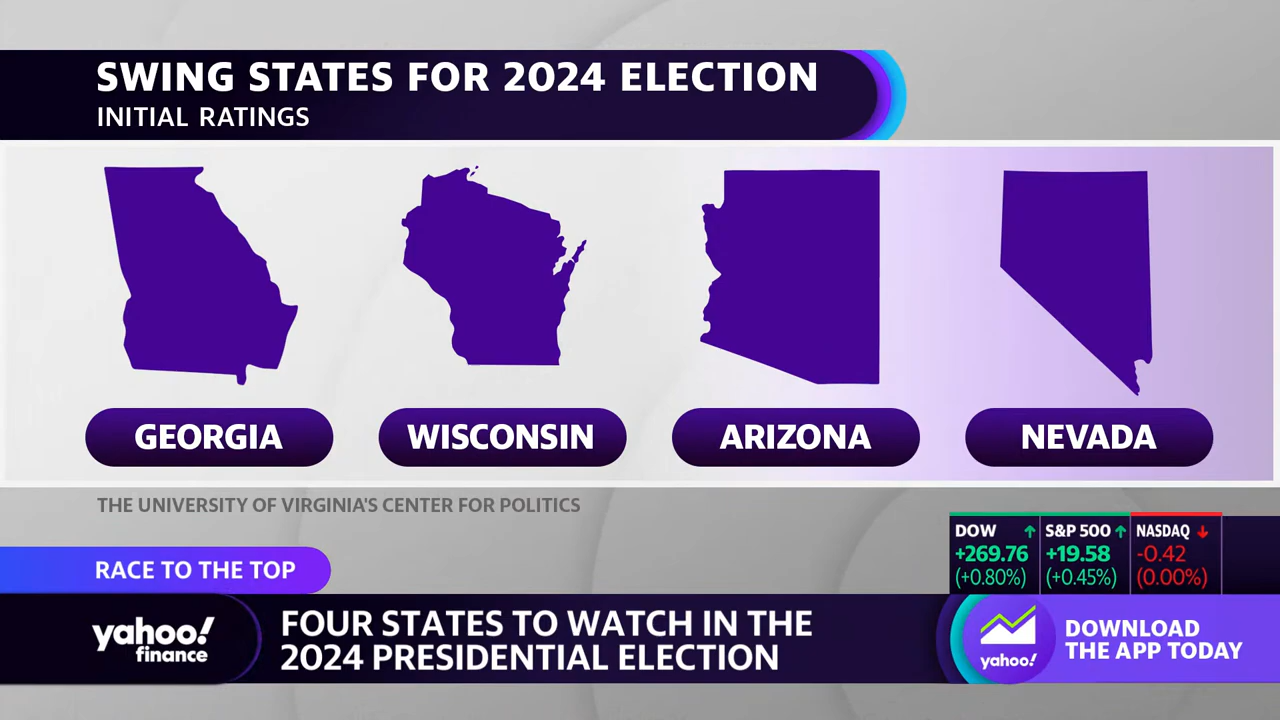 SWING STATES FOR 2024 ELECTION
INITIAL RATINGS
GEORGIA
WISCONSIN
ARIZONA
NEVADA
THE UNIVERSITY OF VIRGINIA'S CENTER FOR POLITICS
DOW
+269.76
(+0.80%)
S&P 500
+19.58
(+0.45%)
NASDAQ
-0.42
(0.00%)
RACE TO THE TOP
yahoo!
finance
FOUR STATES TO WATCH IN THE
2024 PRESIDENTIAL ELECTION
yahoo!
DOWNLOAD
THE APP TODAY